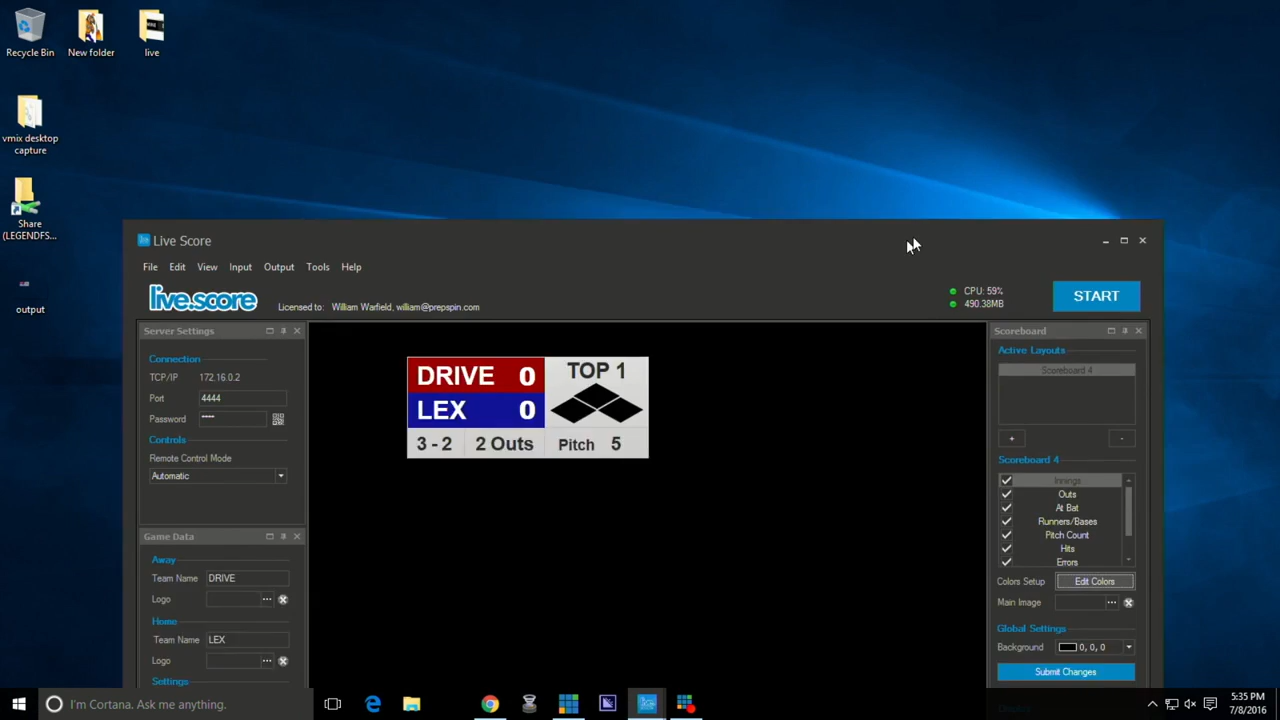 Recycle Bin
New folder
live
vmix desktop
capture
Share
(LEGENDFS...
output
Live Score
File
Edit
View
Input
Output
Tools
Help
live.score
Licensed to: William Warfield, william@prepspin.com
CPU: 59%
490.38MB
START
Server Settings
Connection
TCP/IP 172.16.0.2
Port 4444
Password ****
Controls
Remote Control Mode
Automatic
Game Data
Away
Team Name DRIVE
Logo ...
Home
Team Name LEX
Logo ...
Settings
DRIVE 0
LEX 0
TOP 1
3 - 2 2 Outs Pitch 5
Scoreboard
Active Layouts
Scoreboard 4
+ -
Scoreboard 4
Innings
Outs
At Bat
Runners/Bases
Pitch Count
Hits
Errors
Colors Setup Edit Colors
Main Image ...
Global Settings
Background 0, 0, 0
Submit Changes
Display
I'm Cortana. Ask me anything.
5:35 PM
7/8/2016